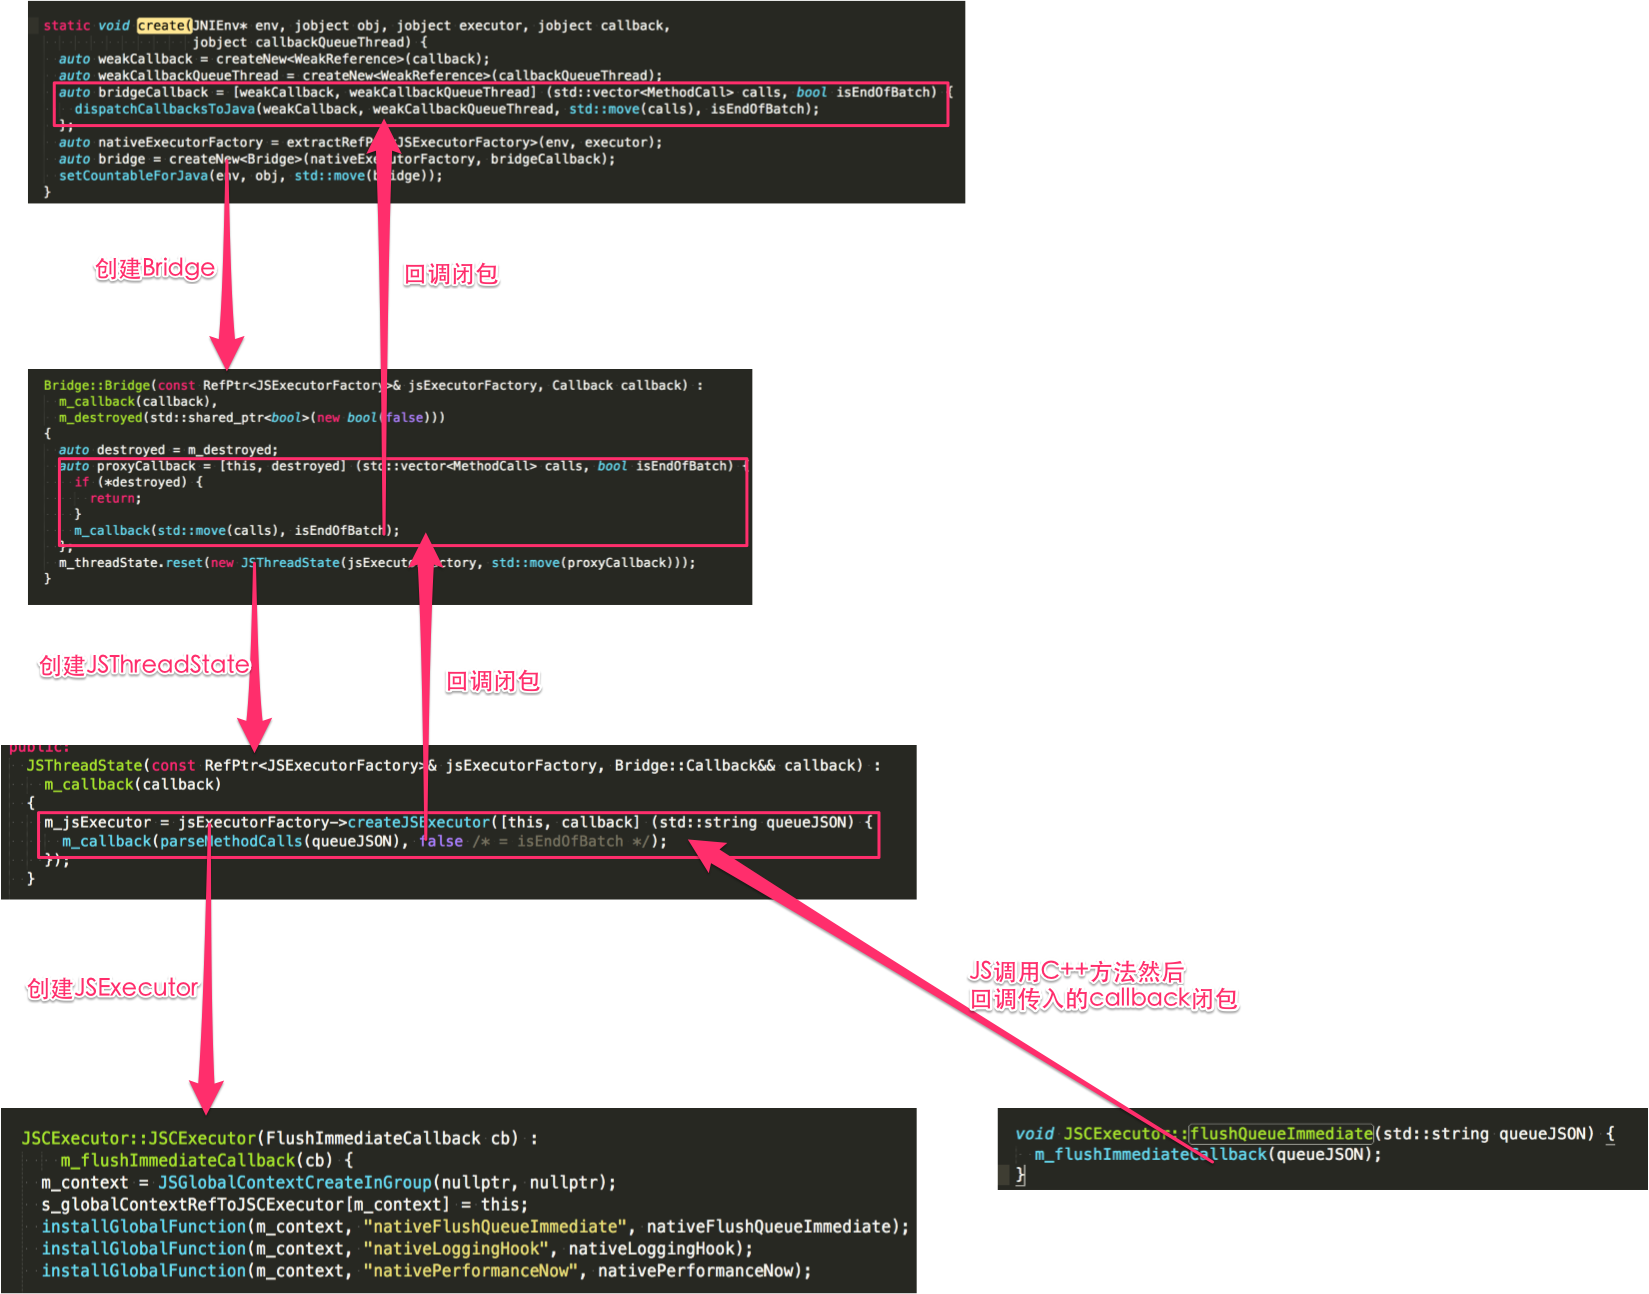 static void create(JNIEnv* env, jobject obj, jobject executor, jobject callback,
jobject callbackQueueThread) {
auto weakCallback = createNew<WeakReference>(callback);
auto weakCallbackQueueThread = createNew<WeakReference>(callbackQueueThread);
auto bridgeCallback = [weakCallback, weakCallbackQueueThread] (std::vector<MethodCall> calls, bool isEndOfBatch) {
dispatchCallbacksToJava(weakCallback, weakCallbackQueueThread, std::move(calls), isEndOfBatch);
};
auto nativeExecutorFactory = extractRefPtr<JSExecutorFactory>(env, executor);
auto bridge = createNew<Bridge>(nativeExecutorFactory, bridgeCallback);
setCountableForJava(env, obj, std::move(bridge));
}
创建Bridge
回调闭包
Bridge::Bridge(const RefPtr<JSExecutorFactory>& jsExecutorFactory, Callback callback) :
m_callback(callback),
m_destroyed(std::shared_ptr<bool>(new bool(false)))
{
auto destroyed = m_destroyed;
auto proxyCallback = [this, destroyed] (std::vector<MethodCall> calls, bool isEndOfBatch) {
if (*destroyed) {
return;
}
m_callback(std::move(calls), isEndOfBatch);
};
m_threadState.reset(new JSThreadState(jsExecutorFactory, std::move(proxyCallback)));
}
创建JSThreadState
回调闭包
public:
JSThreadState(const RefPtr<JSExecutorFactory>& jsExecutorFactory, Bridge::Callback&& callback) :
m_callback(callback)
{
m_jsExecutor = jsExecutorFactory->createJSExecutor([this, callback] (std::string queueJSON) {
m_callback(parseMethodCalls(queueJSON), false /* = isEndOfBatch */);
});
}
创建JSExecutor
JS调用C++方法然后
回调传入的callback闭包
JSCExecutor::JSCExecutor(FlushImmediateCallback cb) :
m_flushImmediateCallback(cb) {
m_context = JSGlobalContextCreateInGroup(nullptr, nullptr);
s_globalContextRefToJSCExecutor[m_context] = this;
installGlobalFunction(m_context, "nativeFlushQueueImmediate", nativeFlushQueueImmediate);
installGlobalFunction(m_context, "nativeLoggingHook", nativeLoggingHook);
installGlobalFunction(m_context, "nativePerformanceNow", nativePerformanceNow);
void JSCExecutor::flushQueueImmediate(std::string queueJSON) {
m_flushImmediateCallback(queueJSON);
}